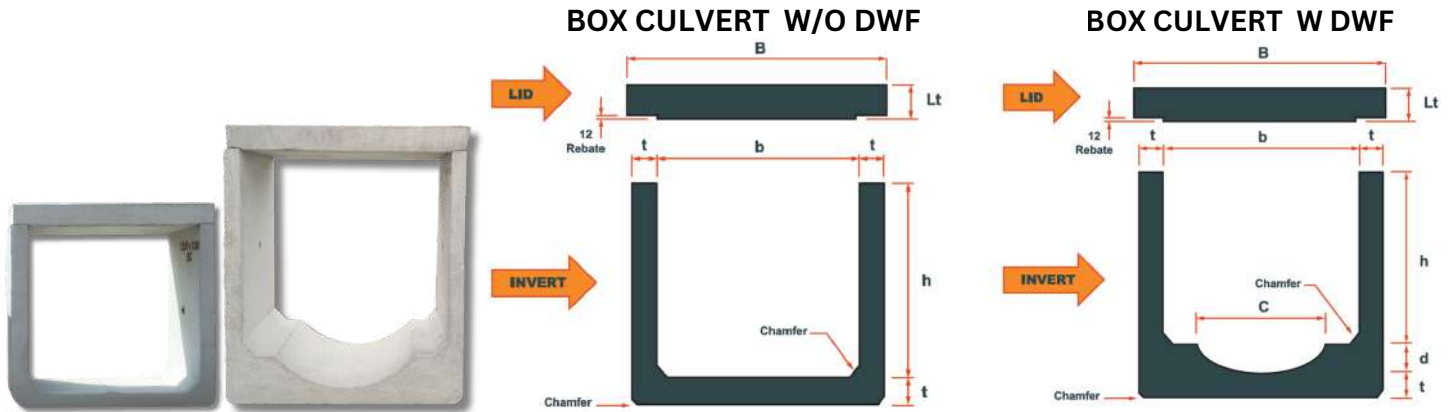 BOX CULVERT W/O DWF
B
LID
Lt
12
Rebate
t
b
t
INVERT
h
Chamfer
t
Chamfer
BOX CULVERT W DWF
B
LID
Lt
12
Rebate
t
b
t
INVERT
h
Chamfer
C
d
t
Chamfer